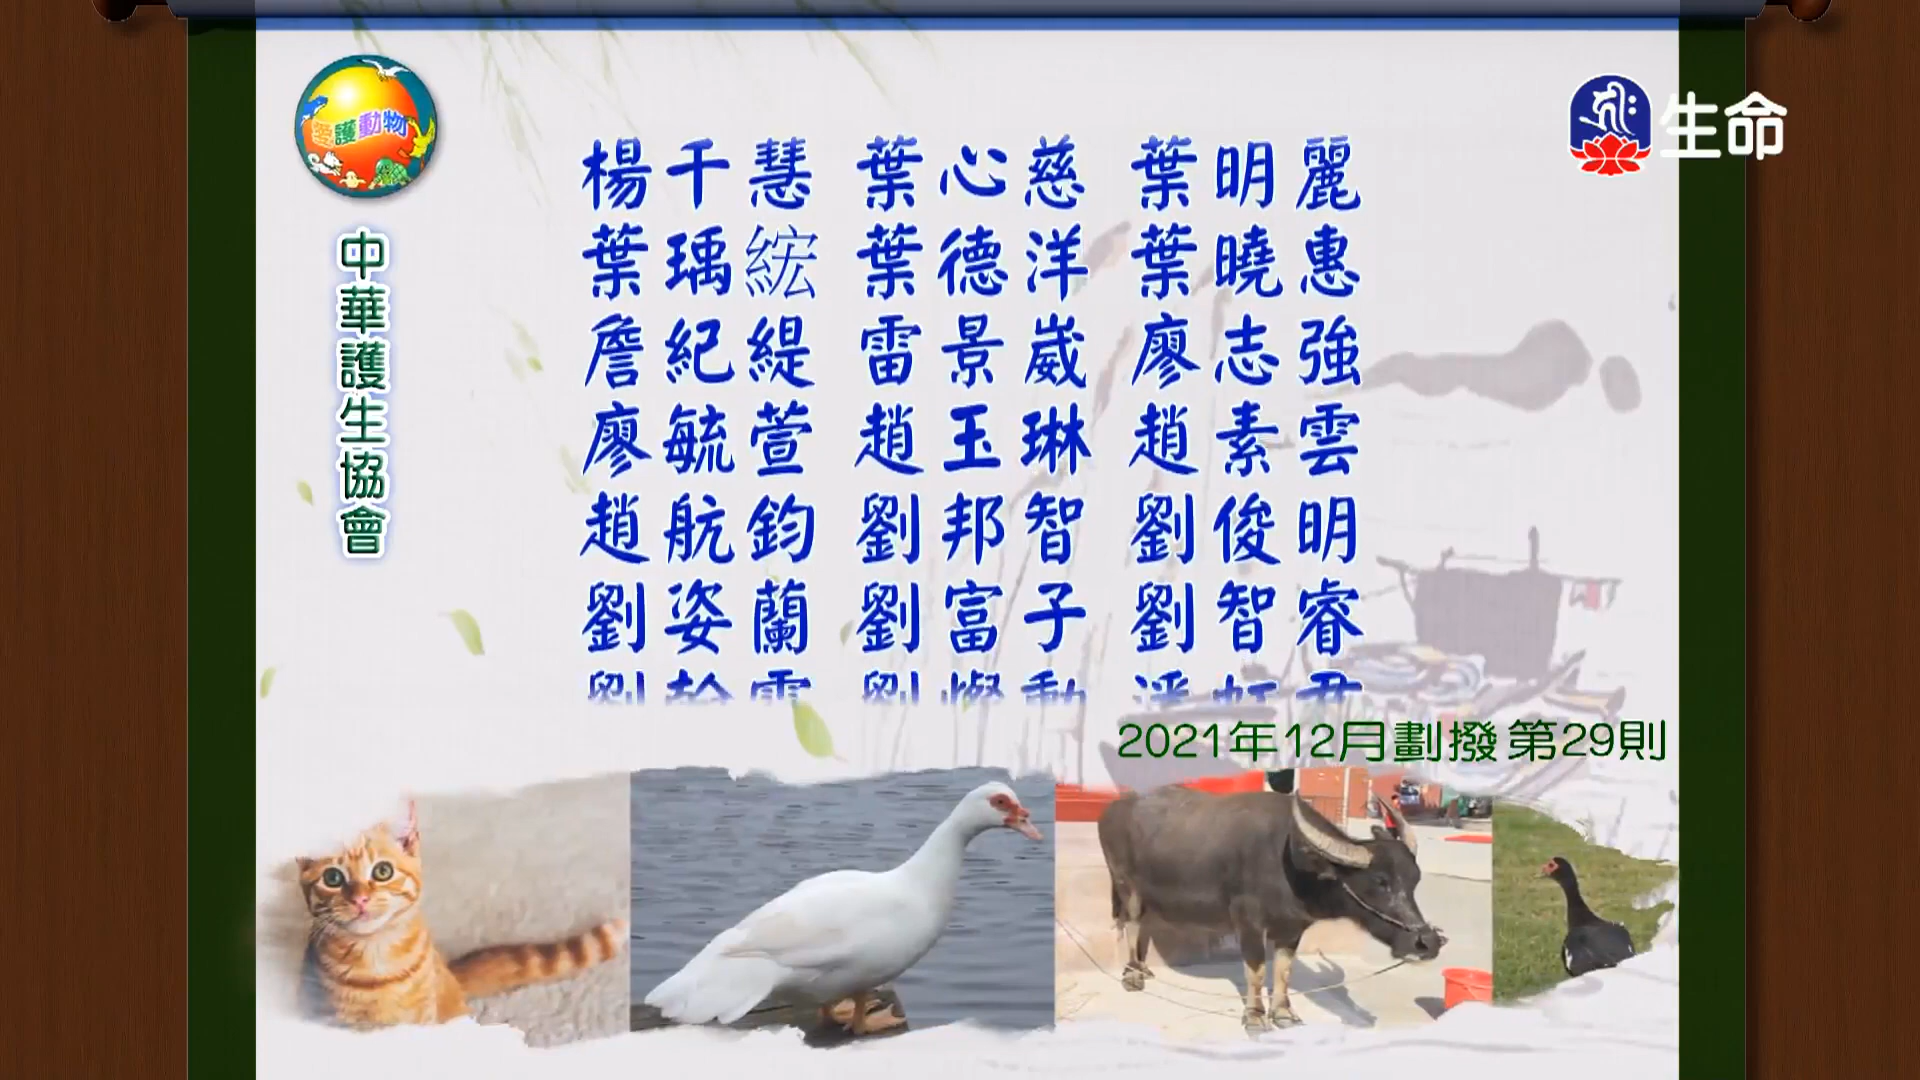 愛護動物
生命
中華護生協會
楊千慧 葉心慈 葉明麗
葉瑀綋 葉德洋 葉曉惠
詹紀緹 雷景崴 廖志強
廖毓萱 趙玉琳 趙素雲
趙航鈞 劉邦智 劉俊明
劉姿蘭 劉富子 劉智睿
2021年12月劃撥第29則